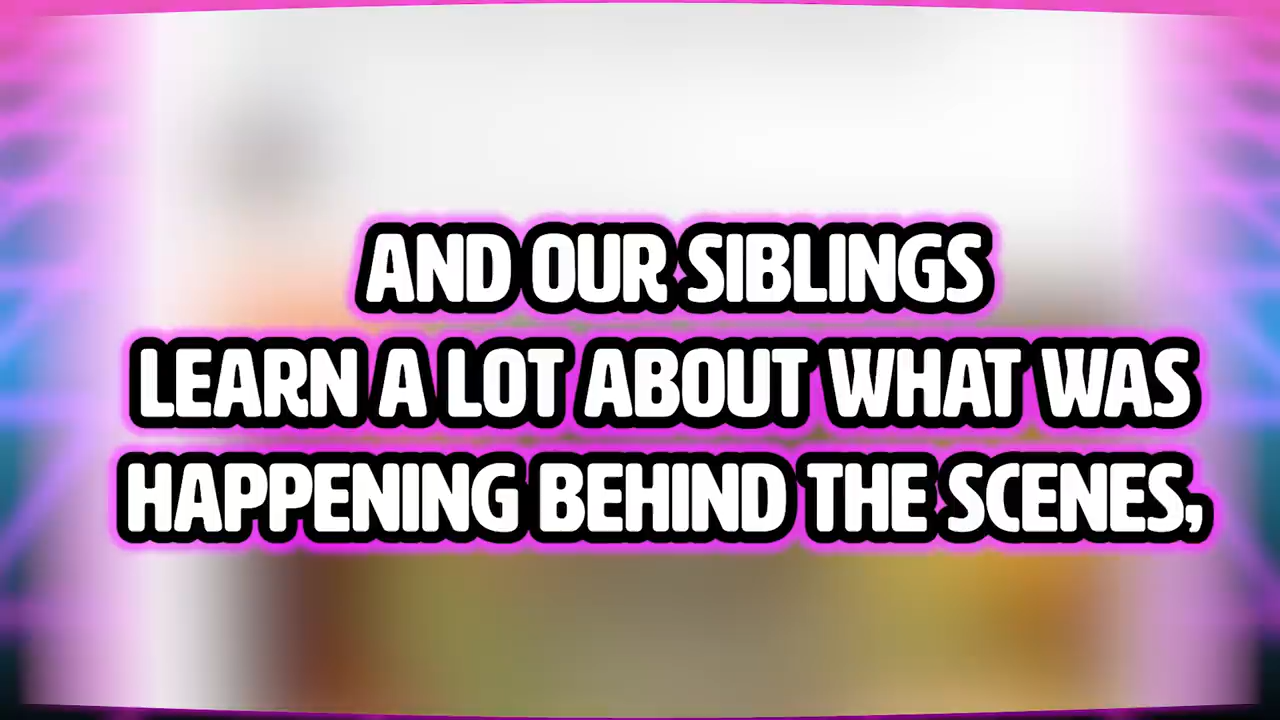 AND OUR SIBLINGS
LEARN A LOT ABOUT WHAT WAS
HAPPENING BEHIND THE SCENES,